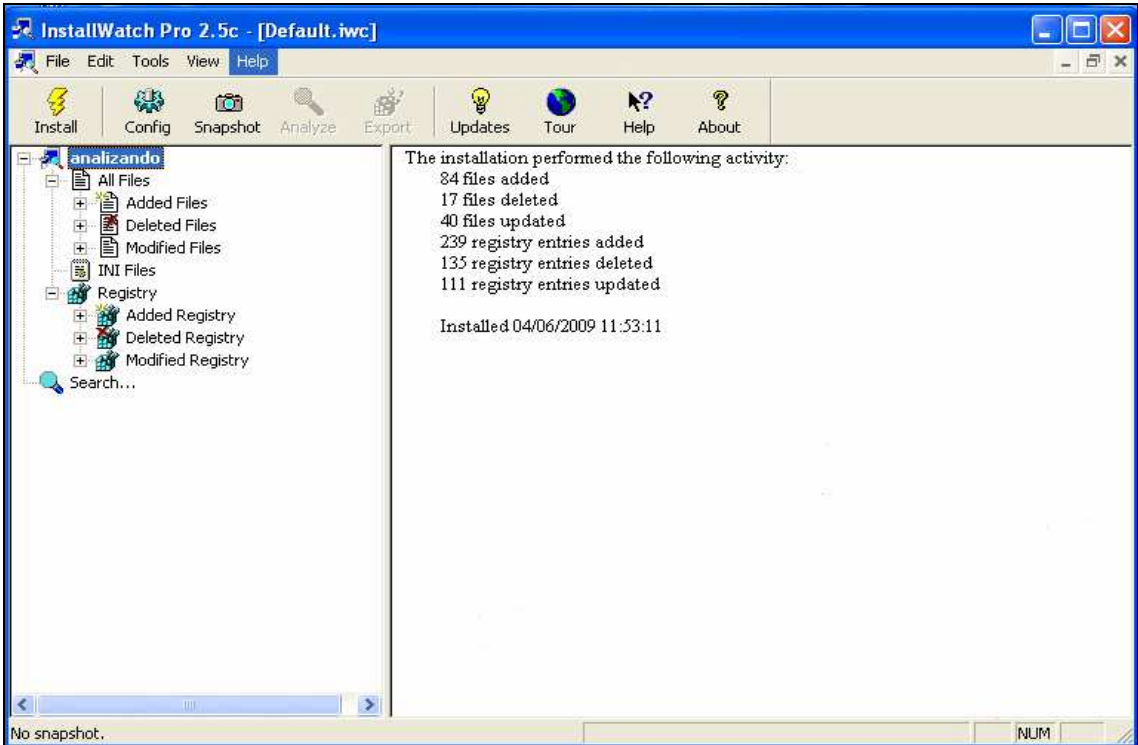 InstallWatch Pro 2.5c - [Default.iwc]
File Edit Tools View Help
Install Config Snapshot Analyze Export Updates Tour Help About
analizando
All Files
Added Files
Deleted Files
Modified Files
INI Files
Registry
Added Registry
Deleted Registry
Modified Registry
Search...
The installation performed the following activity:
84 files added
17 files deleted
40 files updated
239 registry entries added
135 registry entries deleted
111 registry entries updated
Installed 04/06/2009 11:53:11
No snapshot.
NUM